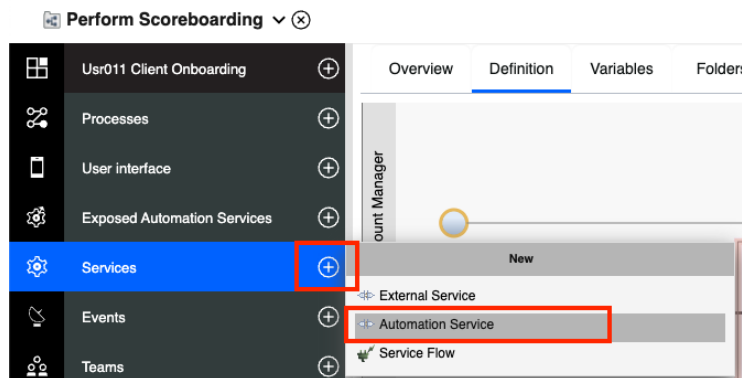 Perform Scoreboarding
Usr011 Client Onboarding
Overview
Definition
Variables
Folders
Processes
User interface
ount Manager
Exposed Automation Services
Services
New
External Service
Automation Service
Service Flow
Events
Teams